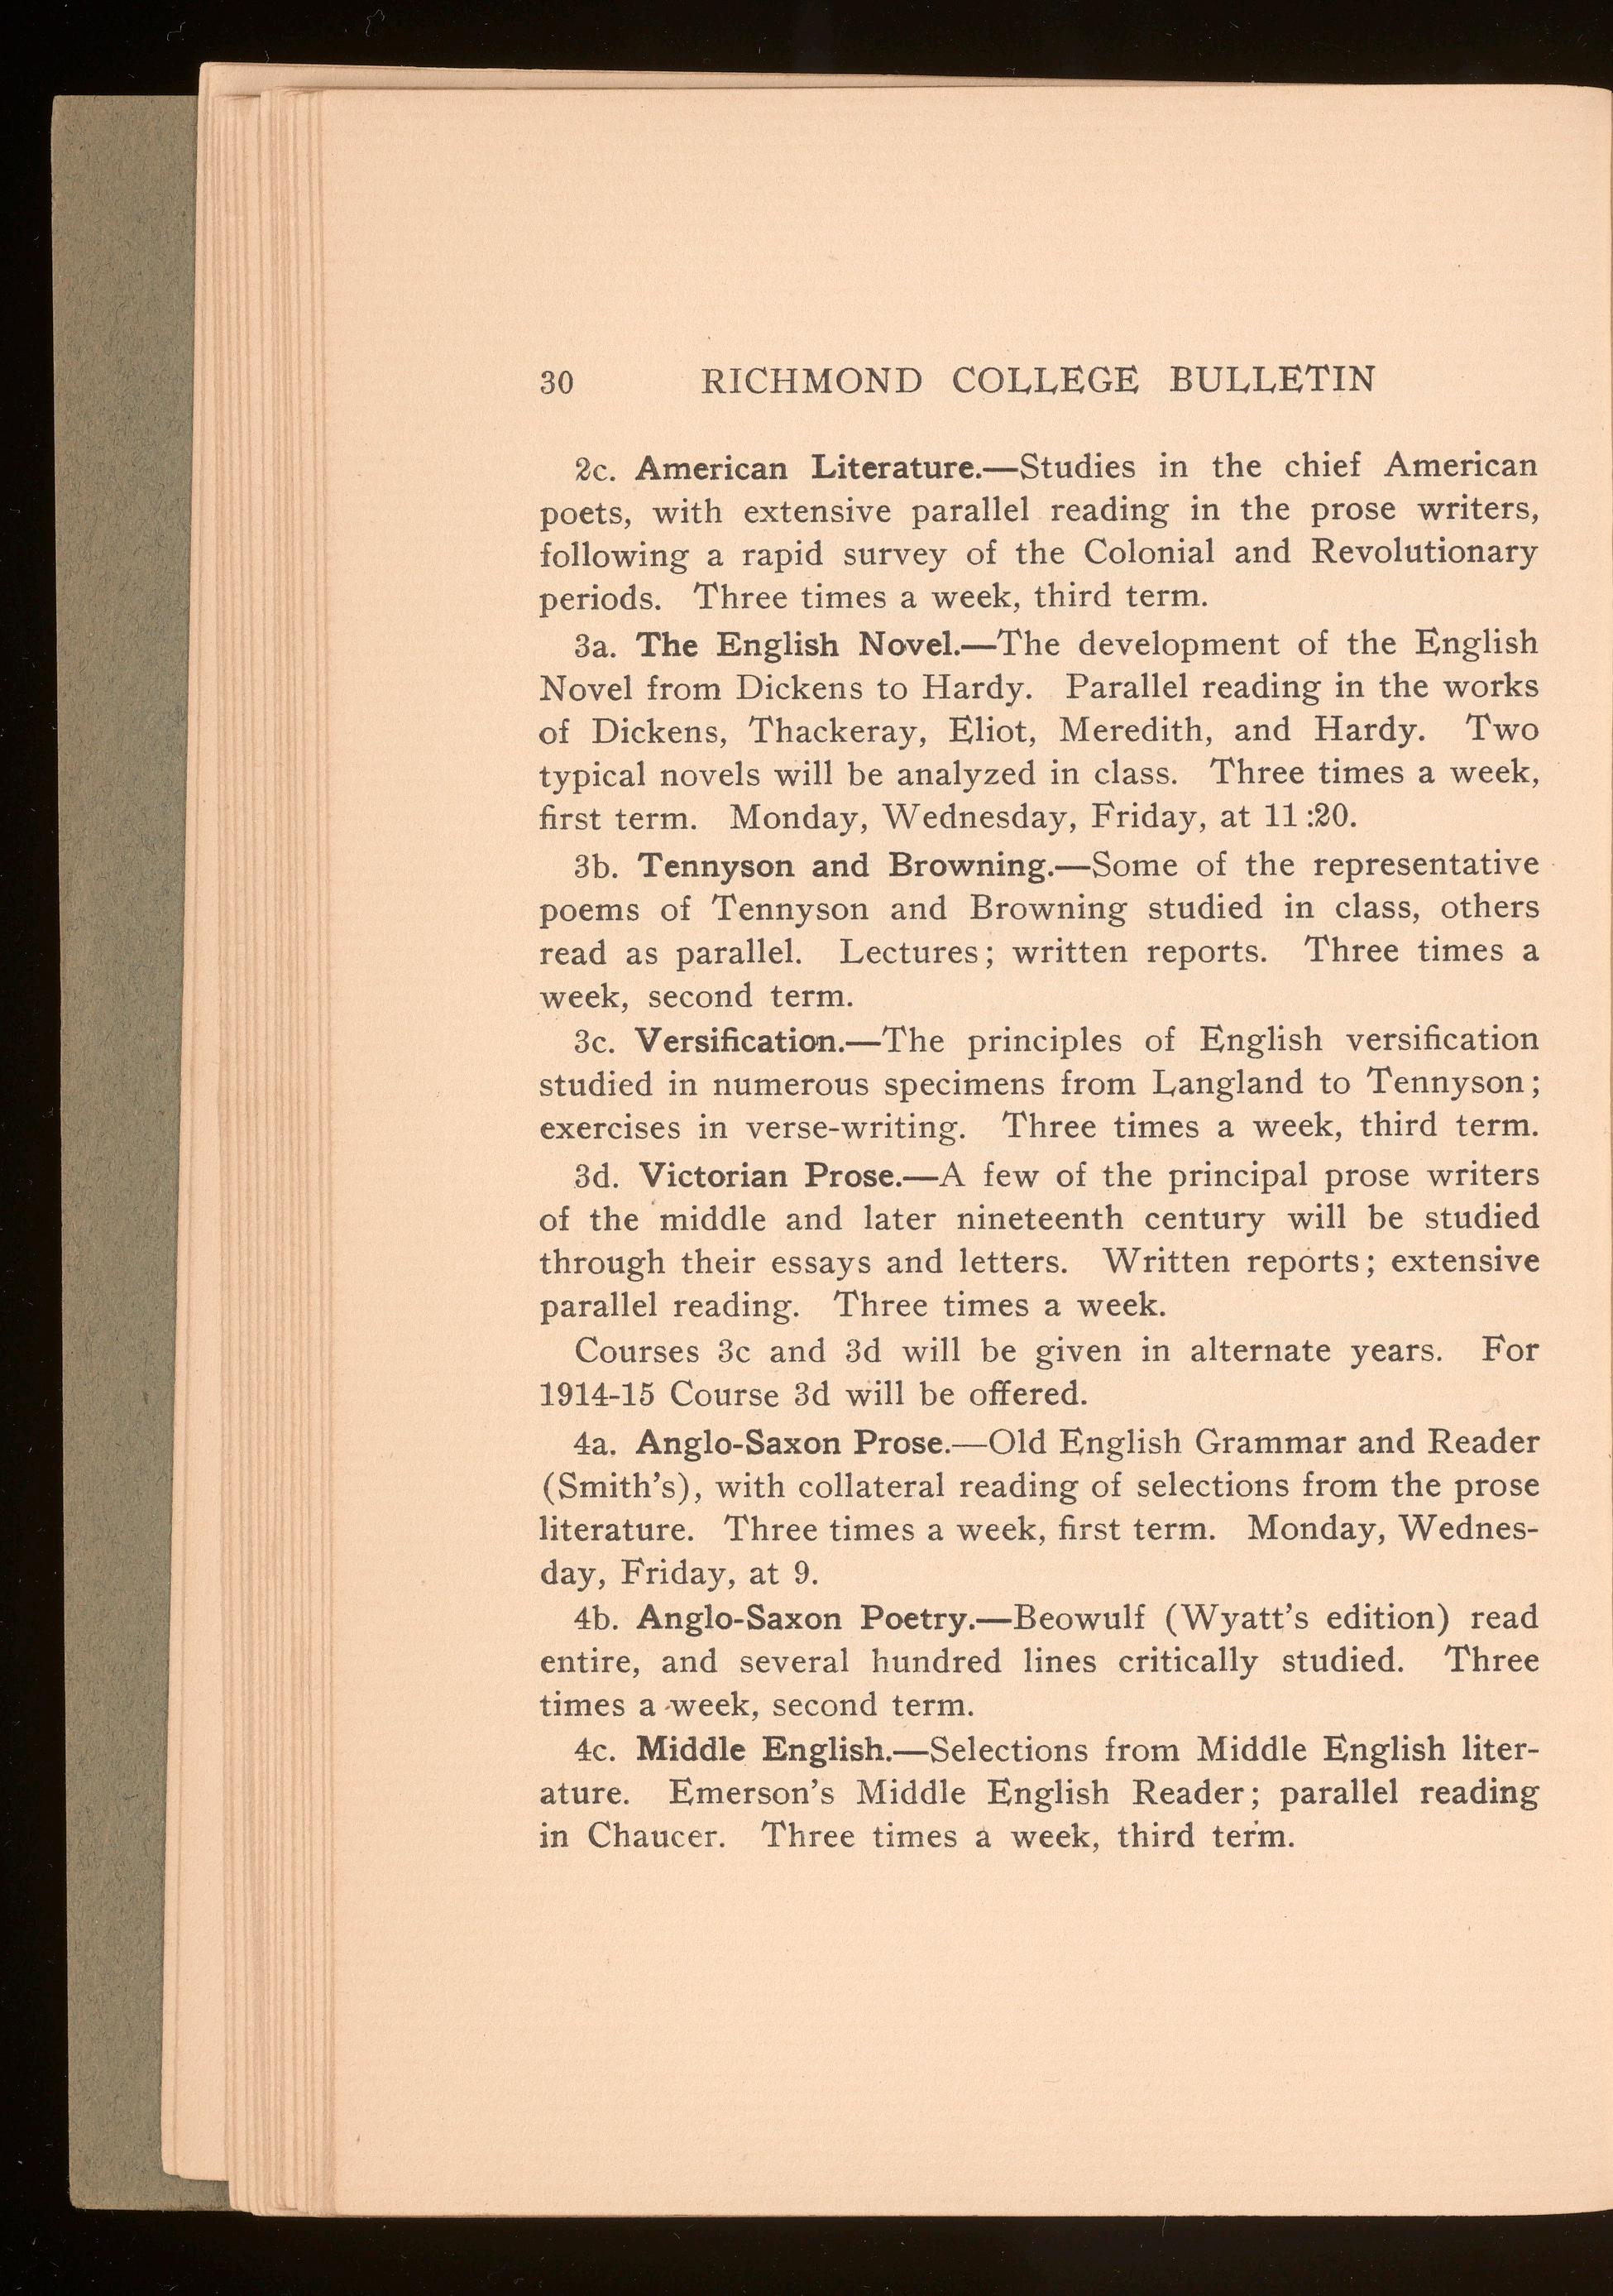 30 RICHMOND COLLEGE BULLETIN
2c. American Literature.—Studies in the chief American
poets, with extensive parallel reading in the prose writers,
following a rapid survey of the Colonial and Revolutionary
periods. Three times a week, third term.
3a. The English Novel.—The development of the English
Novel from Dickens to Hardy. Parallel reading in the works
of Dickens, Thackeray, Eliot, Meredith, and Hardy. Two
typical novels will be analyzed in class. Three times a week,
first term. Monday, Wednesday, Friday, at 11:20.
3b. Tennyson and Browning.—Some of the representative
poems of Tennyson and Browning studied in class, others
read as parallel. Lectures; written reports. Three times a
week, second term.
3c. Versification.—The principles of English versification
studied in numerous specimens from Langland to Tennyson;
exercises in verse-writing. Three times a week, third term.
3d. Victorian Prose.—A few of the principal prose writers
of the middle and later nineteenth century will be studied
through their essays and letters. Written reports; extensive
parallel reading. Three times a week.
Courses 3c and 3d will be given in alternate years. For
1914-15 Course 3d will be offered.
4a. Anglo-Saxon Prose.—Old English Grammar and Reader
(Smith's), with collateral reading of selections from the prose
literature. Three times a week, first term. Monday, Wednes-
day, Friday, at 9.
4b. Anglo-Saxon Poetry.—Beowulf (Wyatt's edition) read
entire, and several hundred lines critically studied. Three
times a week, second term.
4c. Middle English.—Selections from Middle English liter-
ature. Emerson's Middle English Reader; parallel reading
in Chaucer. Three times a week, third term.